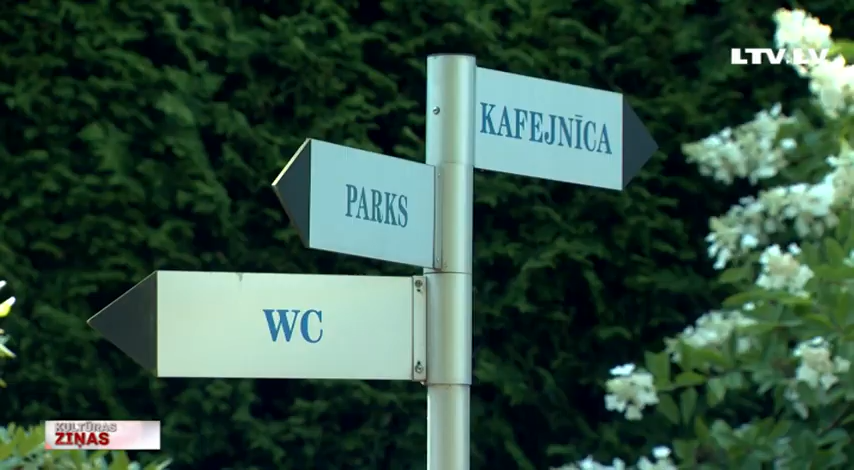 LTV.LV
KAFEJNĪCA
PARKS
WC
KULTŪRAS
ZIŅAS